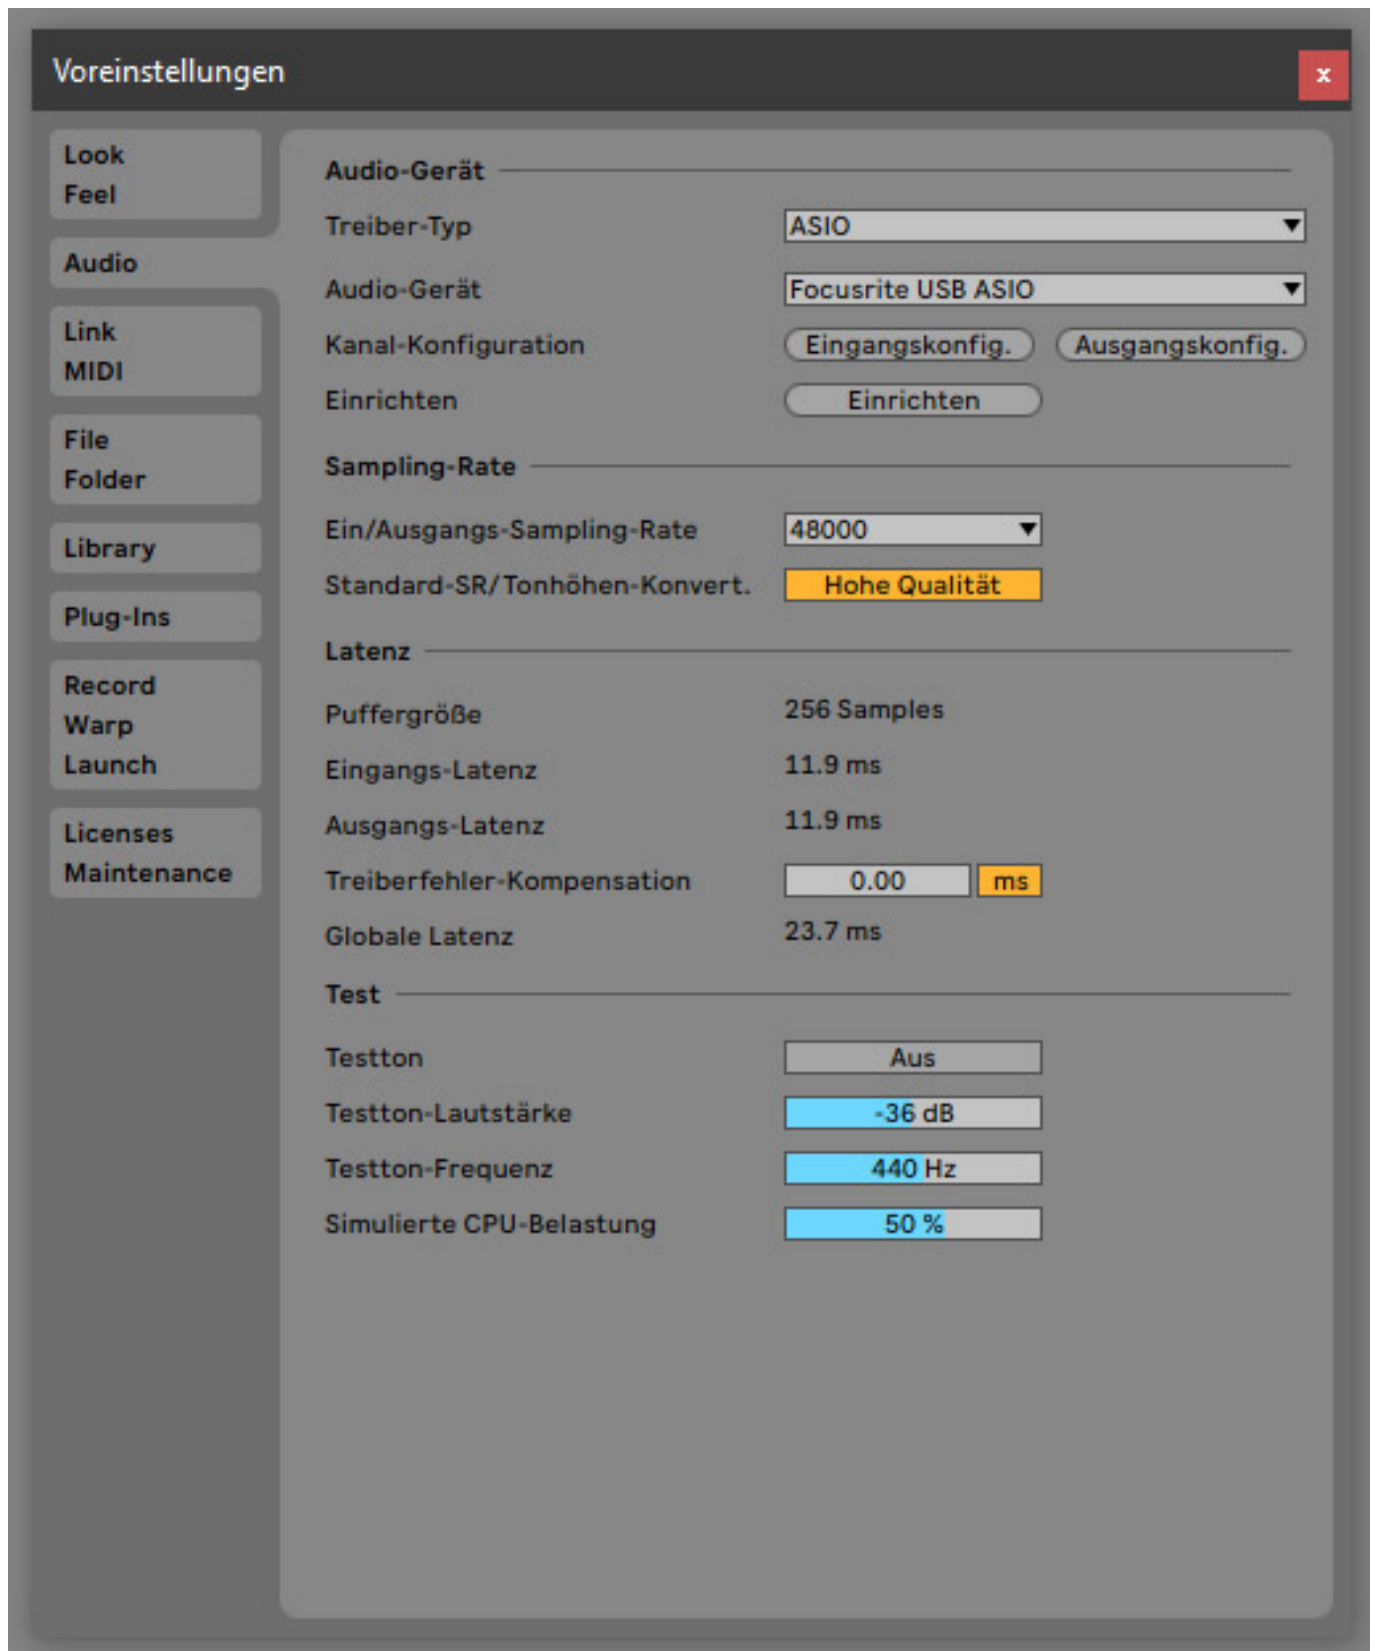 Voreinstellungen
x
Look
Feel
Audio
Link
MIDI
File
Folder
Library
Plug-Ins
Record
Warp
Launch
Licenses
Maintenance
Audio-Gerät
Treiber-Typ ASIO
Audio-Gerät Focusrite USB ASIO
Kanal-Konfiguration Eingangskonfig. Ausgangskonfig.
Einrichten Einrichten
Sampling-Rate
Ein/Ausgangs-Sampling-Rate 48000
Standard-SR/Tonhöhen-Konvert. Hohe Qualität
Latenz
Puffergröße 256 Samples
Eingangs-Latenz 11.9 ms
Ausgangs-Latenz 11.9 ms
Treiberfehler-Kompensation 0.00 ms
Globale Latenz 23.7 ms
Test
Testton Aus
Testton-Lautstärke -36 dB
Testton-Frequenz 440 Hz
Simulierte CPU-Belastung 50 %